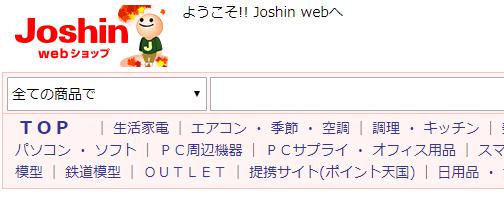 Joshin
webショップ
J
ようこそ!! Joshin webへ
全ての商品で
TOP | 生活家電 | エアコン ・ 季節 ・ 空調 | 調理 ・ キッチン |
パソコン ・ ソフト | ＰＣ周辺機器 | ＰＣサプライ ・ オフィス用品 | スマ
模型 | 鉄道模型 | ＯＵＴＬＥＴ | 提携サイト(ポイント天国) | 日用品 ・